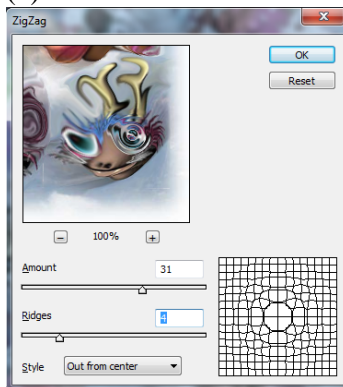 ZigZag
OK
Reset
100%
Amount 31
Ridges 4
Style Out from center